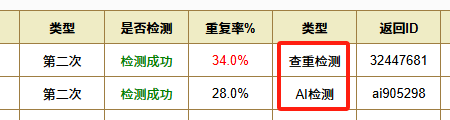 类型 是否检测 重复率% 类型 返回ID
第二次 检测成功 34.0% 查重检测 32447681
第二次 检测成功 28.0% AI检测 ai905298